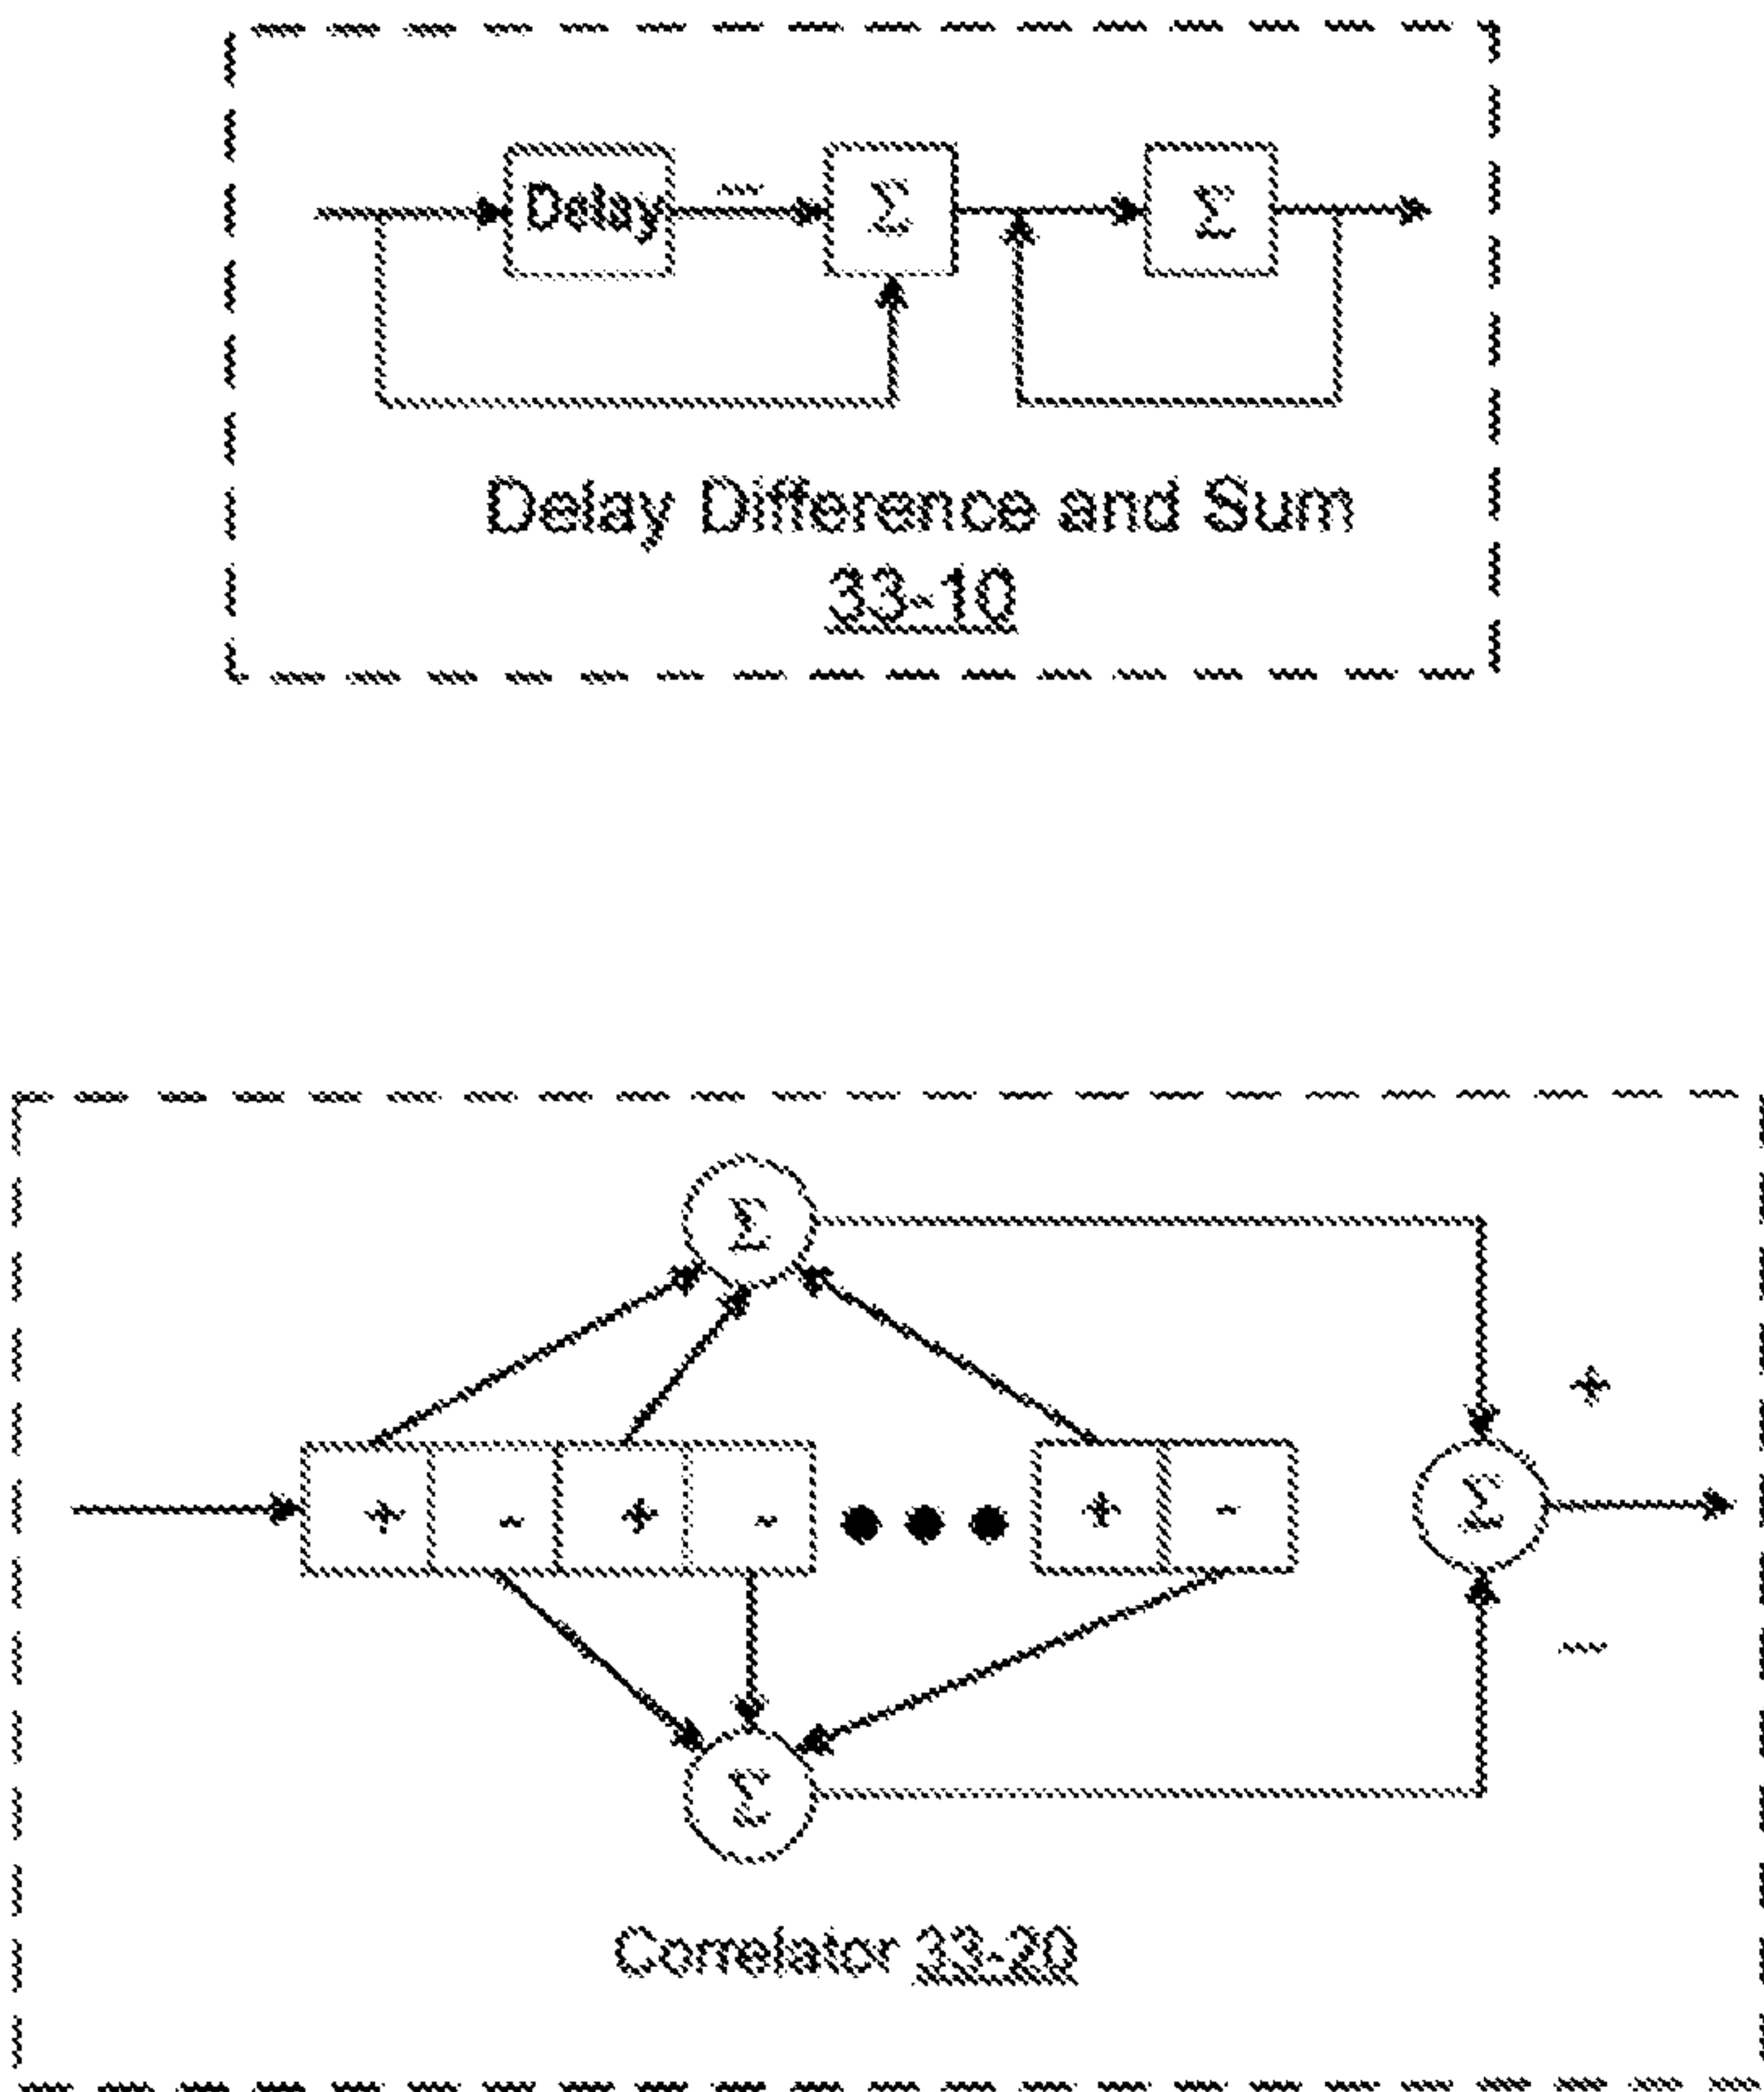 –
Delay Σ Σ
Delay Difference and Sum
33-10
Σ
+
+ - + - ••• + - Σ
–
Σ
Correlator 33-20